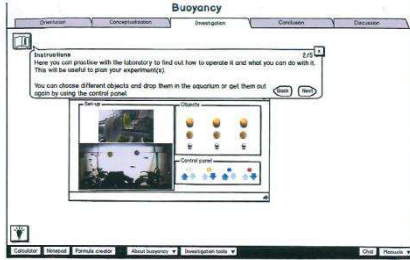 Buoyancy
Orientation
Conceptualization
Investigation
Conclusion
Discussion
Instructions
2/5
x
Here you can practice with the laboratory to find out how to operate it and what you can do with it.
This will be useful to plan your experiment(s).
You can choose different objects and drop them in the aquarium or get them out
again by using the control panel
Back
Next
Set-up
Objects
Control panel
Calculator
Notepad
Formula creator
About buoyancy ▼
Investigation tools ▼
Chat
Manuals ▼